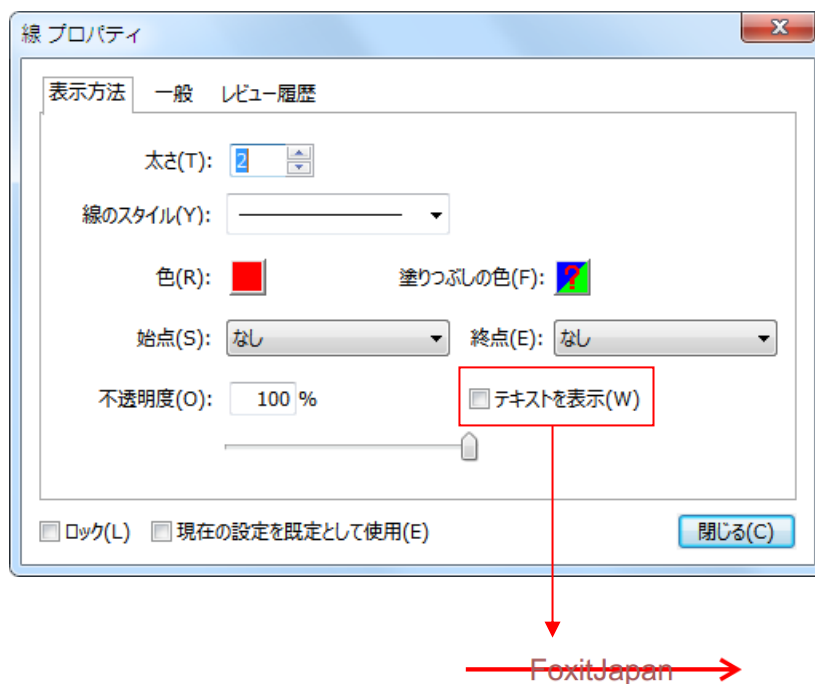 線 プロパティ
表示方法 一般 レビュー履歴
太さ(T): 2
線のスタイル(Y):
色(R): 塗りつぶしの色(F): ?
始点(S): なし 終点(E): なし
不透明度(O): 100 % テキストを表示(W)
ロック(L) 現在の設定を既定として使用(E) 閉じる(C)
FoxitJapan